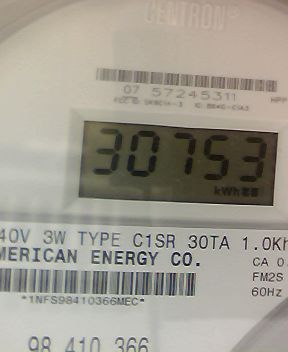 CENTRON®
07 57245311
30753
kWh
40V 3W TYPE C1SR 30TA 1.0Kh
MERICAN ENERGY CO.
CA 0.
FM2S
60Hz
*1NFS98410366MEC*
98 410 366